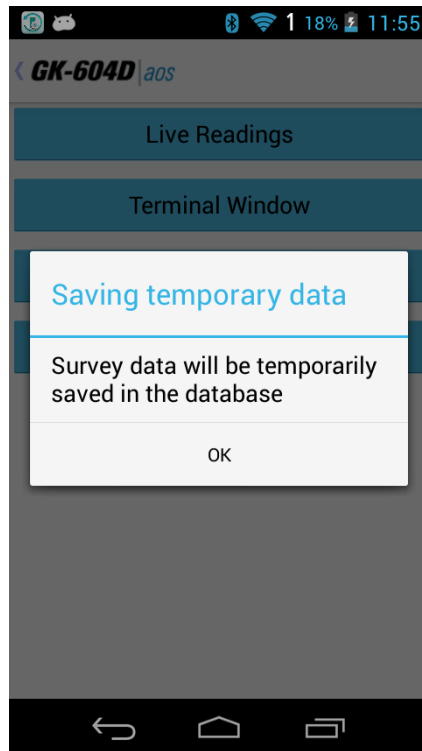 1 18% 11:55
GK-604D|aos
Live Readings
Terminal Window
Saving temporary data
Survey data will be temporarily
saved in the database
OK